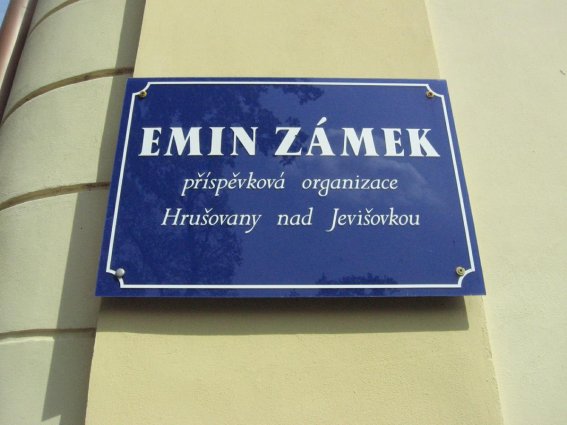 EMIN ZÁMEK
příspěvková organizace
Hrušovany nad Jevišovkou